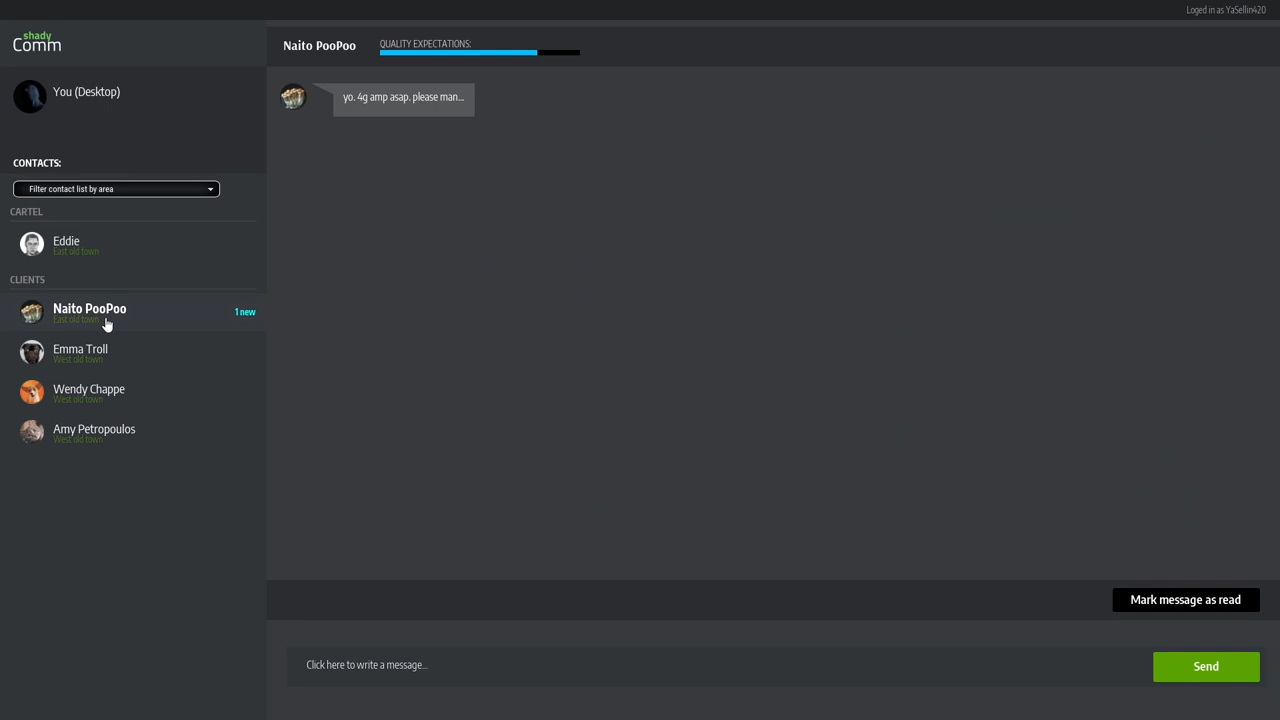 Loged in as YaSellin420
shady
Comm
Naito PooPoo
QUALITY EXPECTATIONS:
You (Desktop)
yo. 4g amp asap. please man...
CONTACTS:
Filter contact list by area
CARTEL
Eddie
East old town
CLIENTS
Naito PooPoo
1 new
East old town
Emma Troll
West old town
Wendy Chappe
West old town
Amy Petropoulos
West old town
Mark message as read
Click here to write a message...
Send